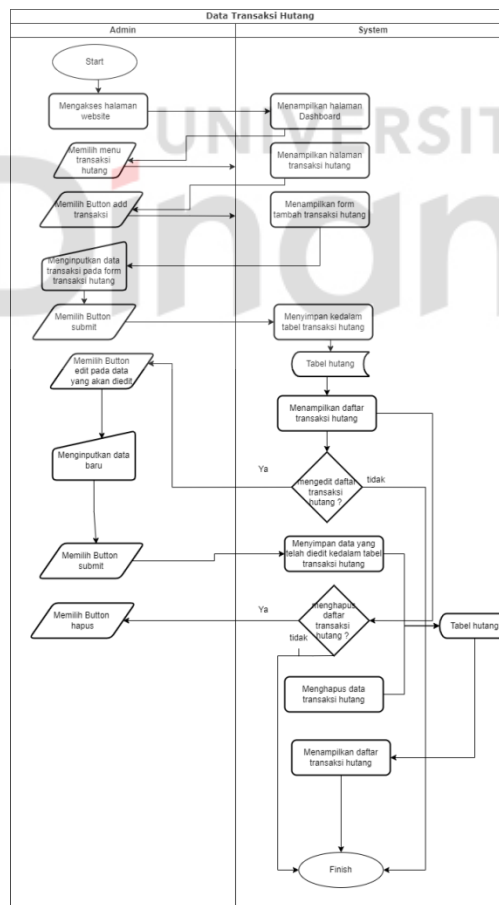 Data Transaksi Hutang
Admin
System
Start
Mengakses halaman
website
Menampilkan halaman
Dashboard
UNIVERSIT
Memilih menu
transaksi
hutang
Menampilkan halaman
transaksi hutang
Dinam
Memilih Button add
transaksi
Menampilkan form
tambah transaksi hutang
Menginputkan data
transaksi pada form
transaksi hutang
Memilih Button
submit
Menyimpan kedalam
tabel transaksi hutang
Tabel hutang
Memilih Button
edit pada data
yang akan diedit
Menampilkan daftar
transaksi hutang
Menginputkan data
baru
Ya
mengedit daftar
transaksi
hutang ?
tidak
Memilih Button
submit
Menyimpan data yang
telah diedit kedalam tabel
transaksi hutang
Memilih Button
hapus
Ya
menghapus
daftar
transaksi
hutang ?
tidak
Tabel hutang
Menghapus data
transaksi hutang
Menampilkan daftar
transaksi hutang
Finish